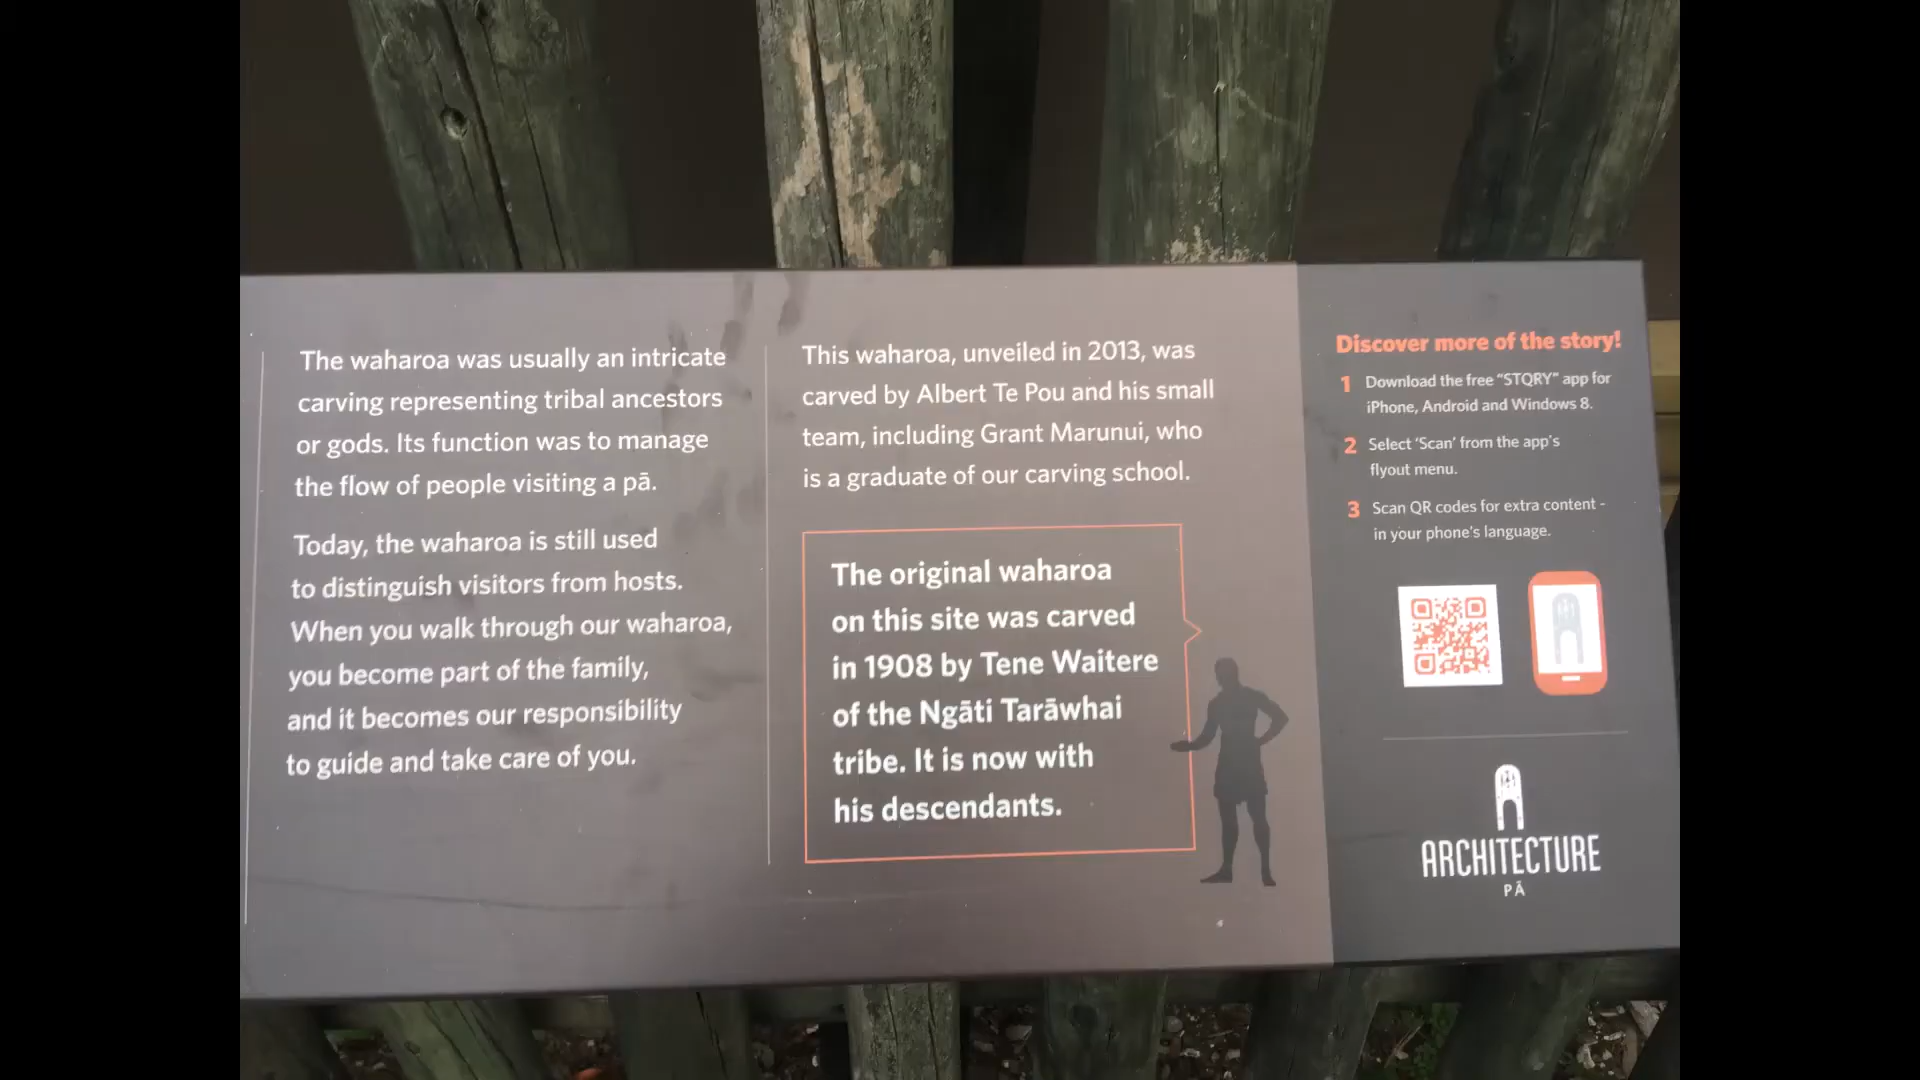 The waharoa was usually an intricate
carving representing tribal ancestors
or gods. Its function was to manage
the flow of people visiting a pā.
Today, the waharoa is still used
to distinguish visitors from hosts.
When you walk through our waharoa,
you become part of the family,
and it becomes our responsibility
to guide and take care of you.
This waharoa, unveiled in 2013, was
carved by Albert Te Pou and his small
team, including Grant Marunui, who
is a graduate of our carving school.
The original waharoa
on this site was carved
in 1908 by Tene Waitere
of the Ngāti Tarāwhai
tribe. It is now with
his descendants.
Discover more of the story!
1 Download the free "STQRY" app for
iPhone, Android and Windows 8.
2 Select 'Scan' from the app's
flyout menu.
3 Scan QR codes for extra content -
in your phone's language.
ARCHITECTURE
PĀ